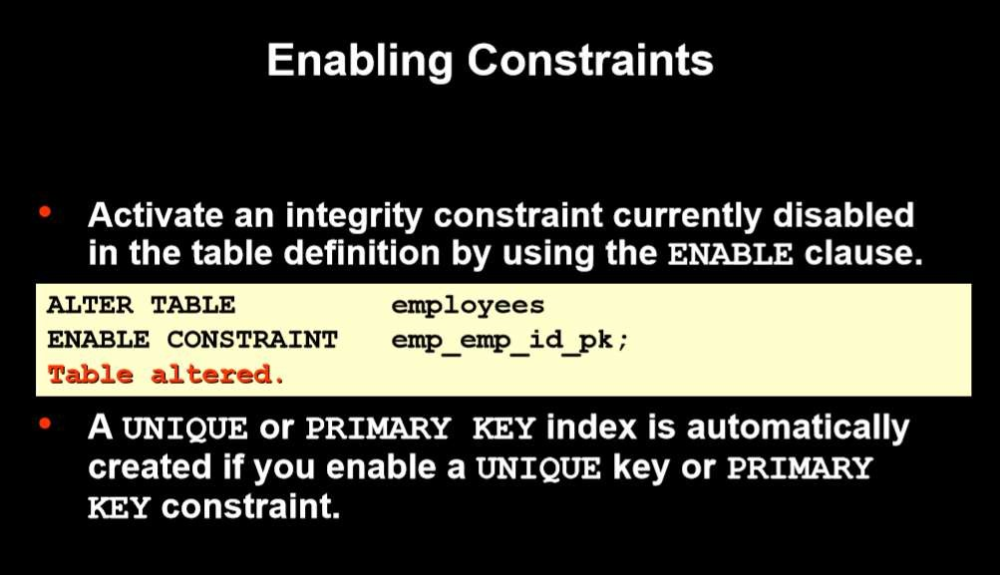 Enabling Constraints
• Activate an integrity constraint currently disabled
in the table definition by using the ENABLE clause.
ALTER TABLE employees
ENABLE CONSTRAINT emp_emp_id_pk;
Table altered.
• A UNIQUE or PRIMARY KEY index is automatically
created if you enable a UNIQUE key or PRIMARY
KEY constraint.